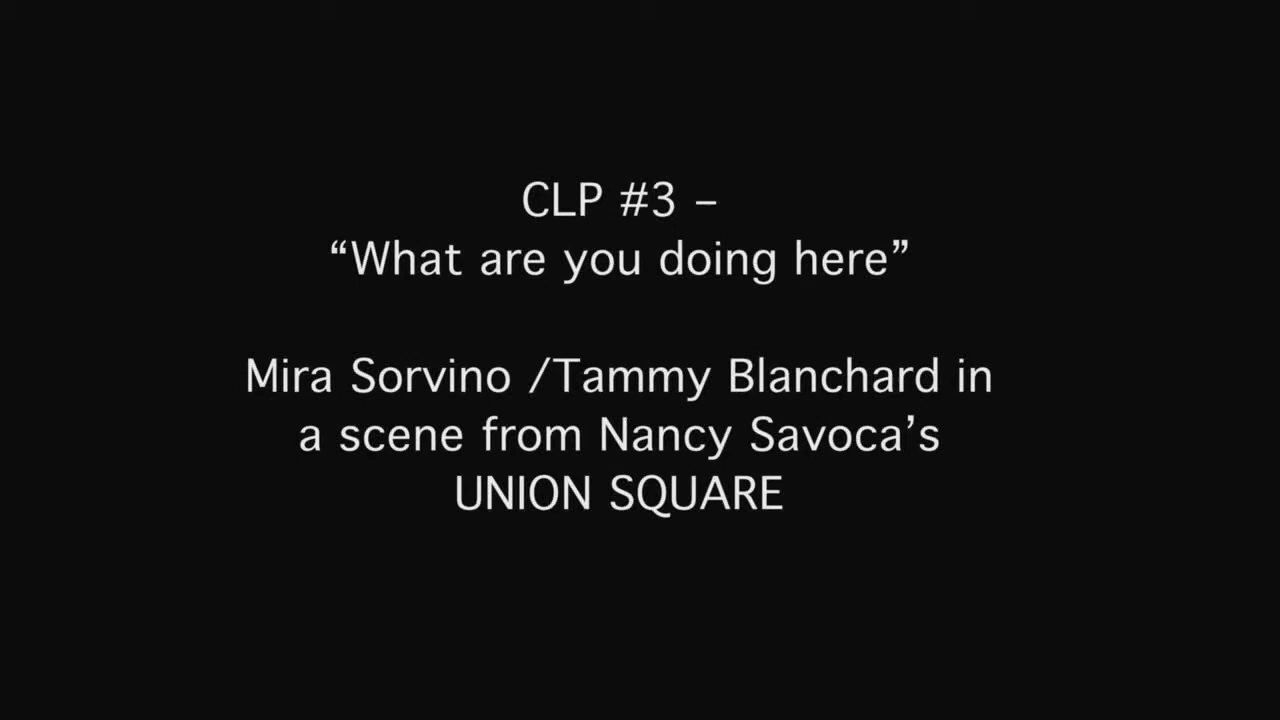 CLP #3 –
“What are you doing here”
Mira Sorvino /Tammy Blanchard in
a scene from Nancy Savoca’s
UNION SQUARE